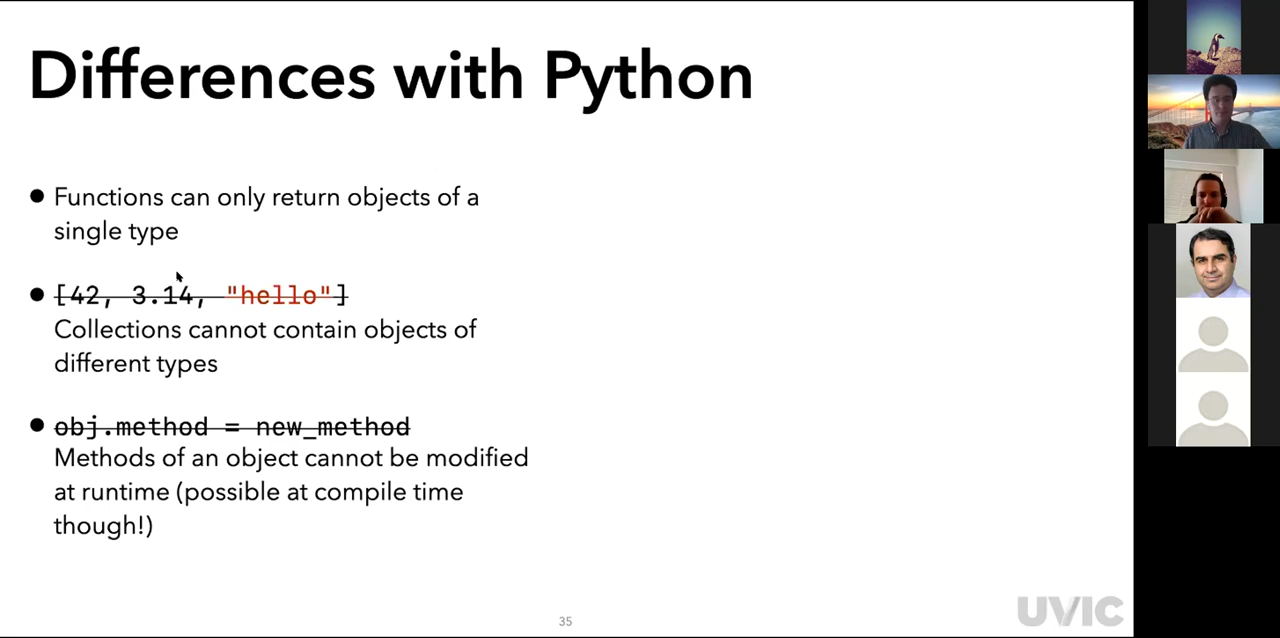 Differences with Python
Functions can only return objects of a
single type
[42, 3.14, "hello"]
Collections cannot contain objects of
different types
obj.method = new_method
Methods of an object cannot be modified
at runtime (possible at compile time
though!)
35
UVIC